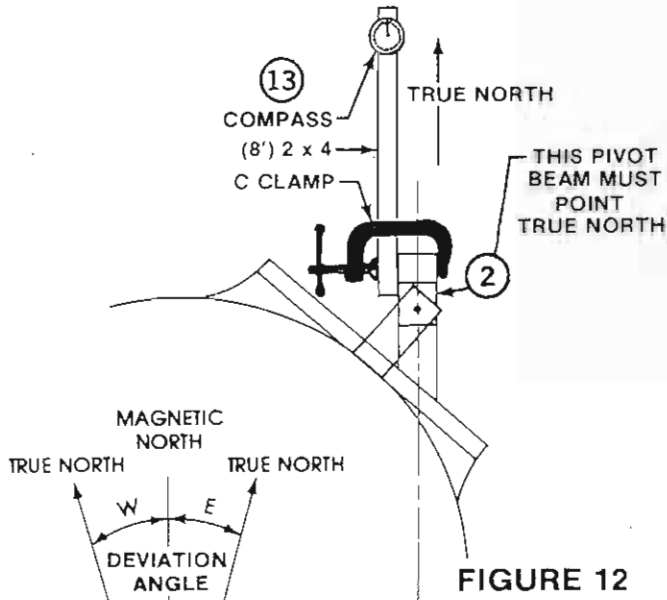 13
COMPASS
(8') 2 x 4
C CLAMP
TRUE NORTH
THIS PIVOT
BEAM MUST
POINT
TRUE NORTH
2
MAGNETIC
NORTH
TRUE NORTH
TRUE NORTH
W
E
DEVIATION
ANGLE
FIGURE 12